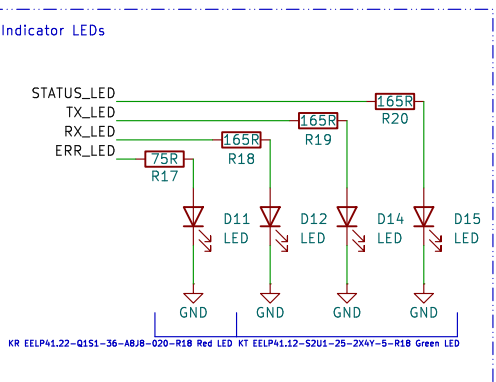 Indicator LEDs
STATUS_LED
165R
R20
TX_LED
165R
R19
RX_LED
165R
R18
ERR_LED
75R
R17
D11
LED
D12
LED
D14
LED
D15
LED
GND
GND
GND
GND
KR EELP41.22-Q1S1-36-A8J8-020-R18 Red LED
KT EELP41.12-S2U1-25-2X4Y-5-R18 Green LED